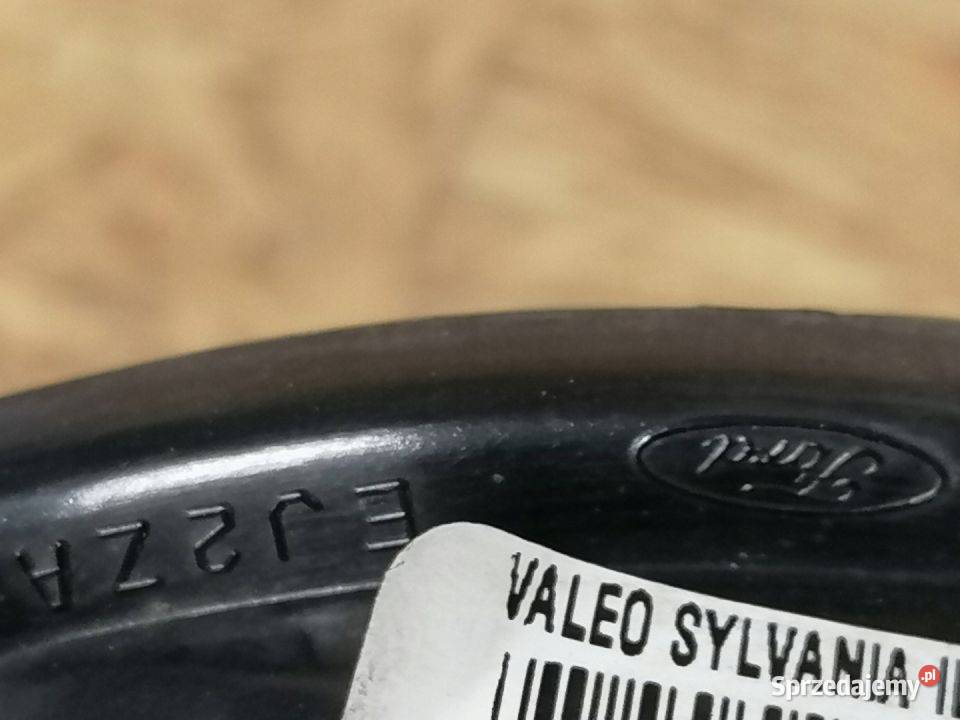 Ford
EJ2ZA
VALEO SYLVANIA
Sprzedajemy.pl